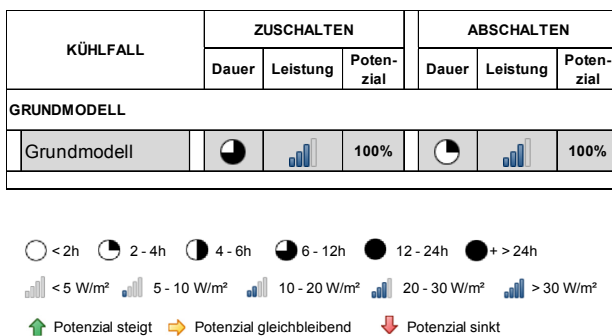 KÜHLFALL ZUSCHALTEN ABSCHALTEN
Dauer Leistung Poten-
zial Dauer Leistung Poten-
zial
GRUNDMODELL
Grundmodell 100% 100%
< 2h 2 - 4h 4 - 6h 6 - 12h 12 - 24h + > 24h
< 5 W/m² 5 - 10 W/m² 10 - 20 W/m² 20 - 30 W/m² > 30 W/m²
Potenzial steigt Potenzial gleichbleibend Potenzial sinkt